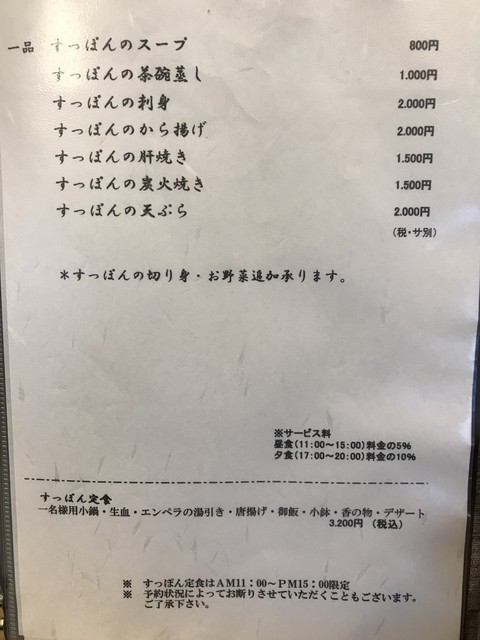 一品 すっぽんのスープ 800円
すっぽんの茶碗蒸し 1.000円
すっぽんの刺身 2.000円
すっぽんのから揚げ 2.000円
すっぽんの肝焼き 1.500円
すっぽんの炭火焼き 1.500円
すっぽんの天ぷら 2.000円
(税・サ別)
＊すっぽんの切り身・お野菜追加承ります。
※サービス料
昼食(11:00～15:00)料金の5%
夕食(17:00～20:00)料金の10%
すっぽん定食
一名様用小鍋・生血・エンペラの湯引き・唐揚げ・御飯・小鉢・香の物・デザート
3.200円 (税込)
※ すっぽん定食はAM11：00～PM15：00限定
※ 予約状況によってお断りさせていただくこともございます。
ご了承下さい。